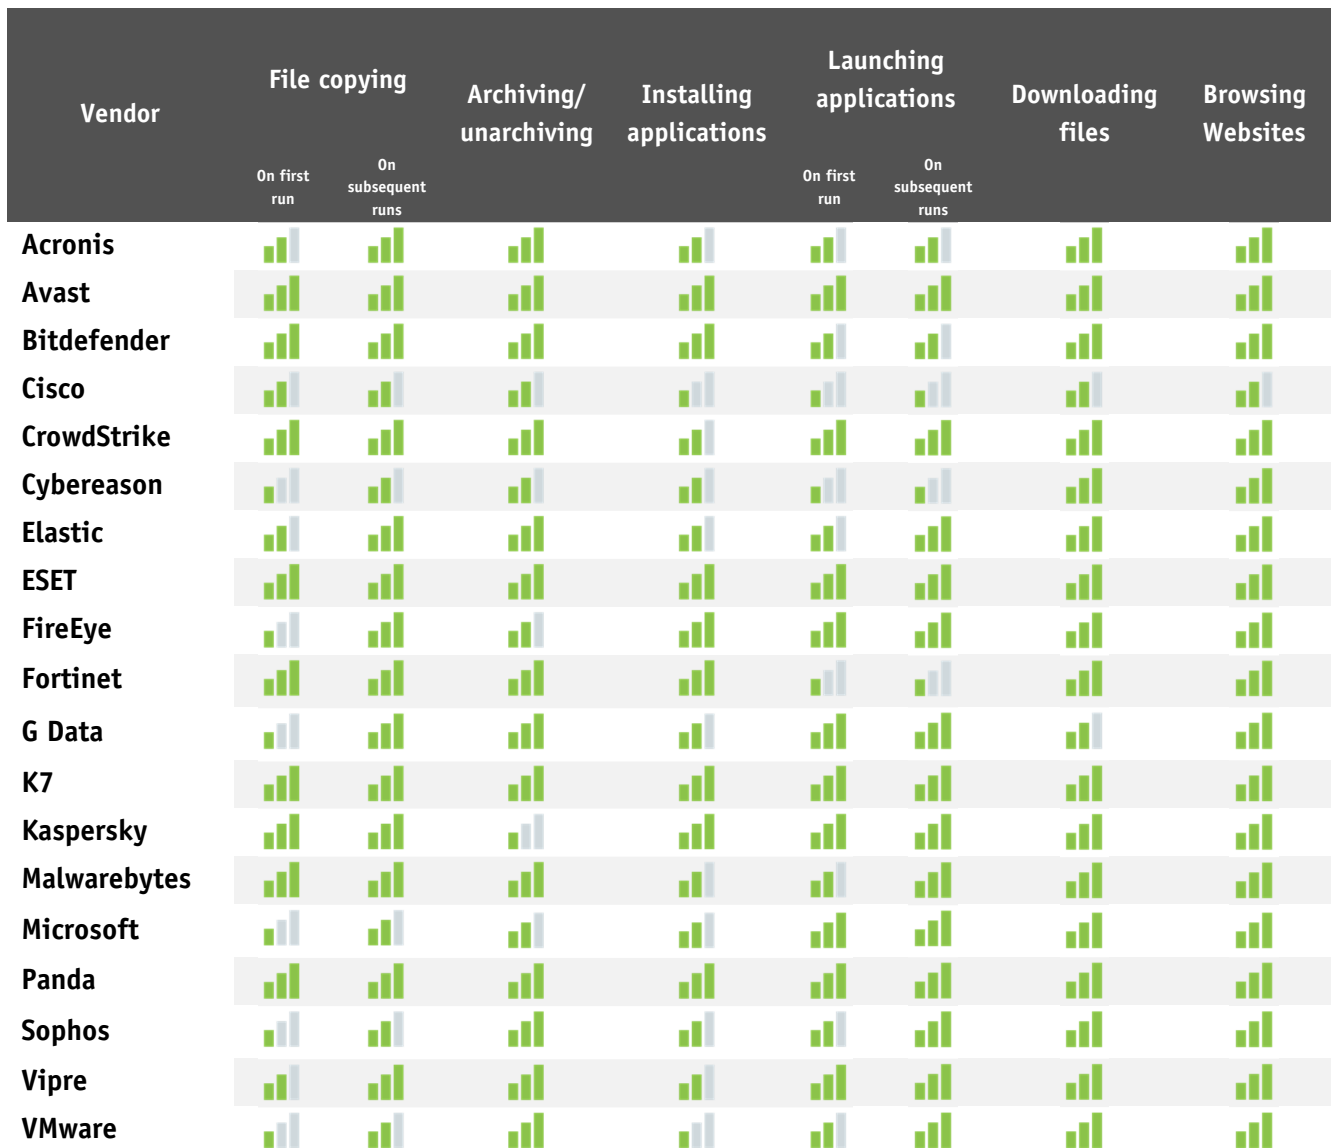 Vendor
File copying
Archiving/
unarchiving
Installing
applications
Launching
applications
Downloading
files
Browsing
Websites
On first
run
On
subsequent
runs
On first
run
On
subsequent
runs
Acronis
Avast
Bitdefender
Cisco
CrowdStrike
Cybereason
Elastic
ESET
FireEye
Fortinet
G Data
K7
Kaspersky
Malwarebytes
Microsoft
Panda
Sophos
Vipre
VMware